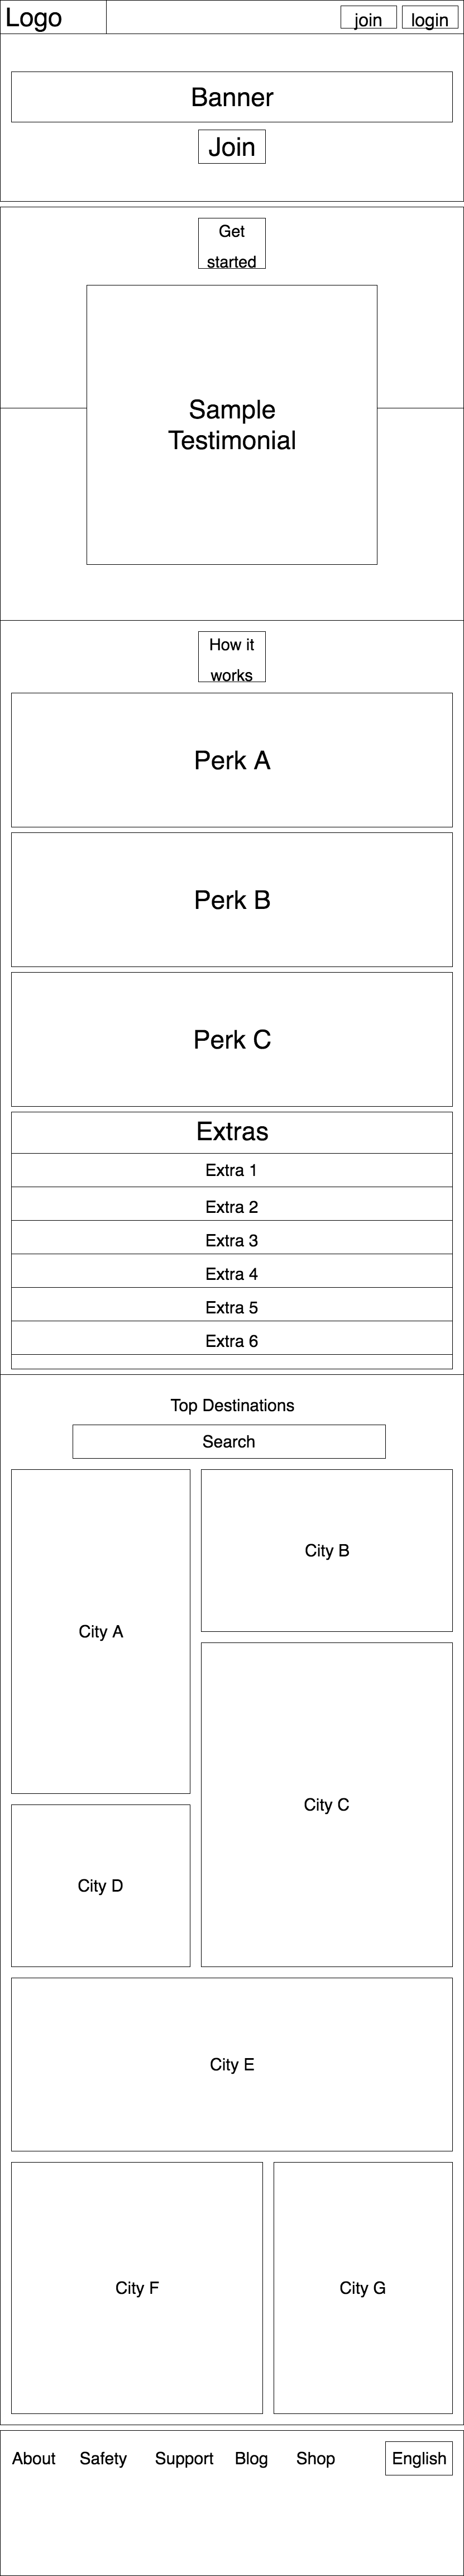 Logo
join
login
Banner
Join
Get
started
Sample
Testimonial
How it
works
Perk A
Perk B
Perk C
Extras
Extra 1
Extra 2
Extra 3
Extra 4
Extra 5
Extra 6
Top Destinations
Search
City A
City B
City C
City D
City E
City F
City G
About
Safety
Support
Blog
Shop
English